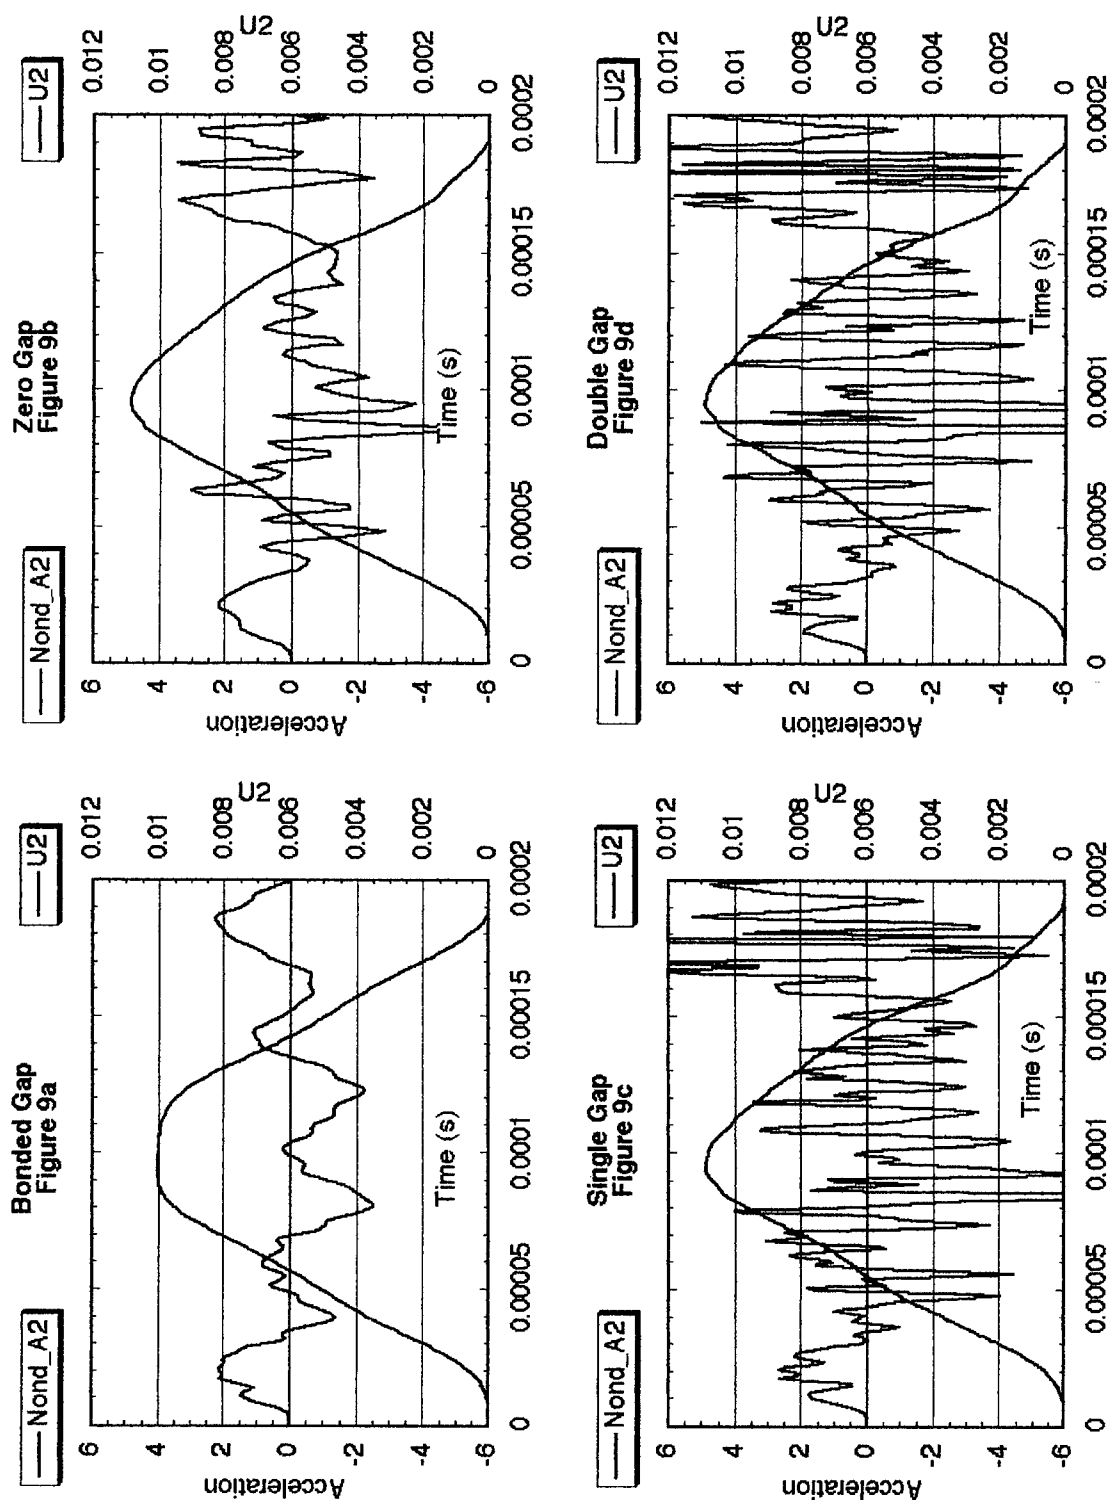 Bonded Gap
Figure 9a
Nond_A2
U2
Acceleration
6
4
2
0
-2
-4
-6
0.012
0.01
0.008
0.006
0.004
0.002
0
U2
Time (s)
0
0.00005
0.0001
0.00015
0.0002
Zero Gap
Figure 9b
Nond_A2
U2
Acceleration
6
4
2
0
-2
-4
-6
0.012
0.01
0.008
0.006
0.004
0.002
0
U2
Time (s)
0
0.00005
0.0001
0.00015
0.0002
Single Gap
Figure 9c
Nond_A2
U2
Acceleration
6
4
2
0
-2
-4
-6
0.012
0.01
0.008
0.006
0.004
0.002
0
U2
Time (s)
0
0.00005
0.0001
0.00015
0.0002
Double Gap
Figure 9d
Nond_A2
U2
Acceleration
6
4
2
0
-2
-4
-6
0.012
0.01
0.008
0.006
0.004
0.002
0
U2
Time (s)
0
0.00005
0.0001
0.00015
0.0002